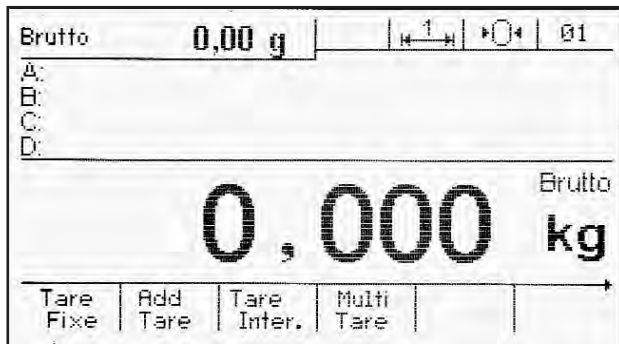 Brutto 0,00 g 1 01
A:
B:
C:
D:
Brutto
0,000 kg
Tare Add Tare Multi
Fixe Tare Inter. Tare